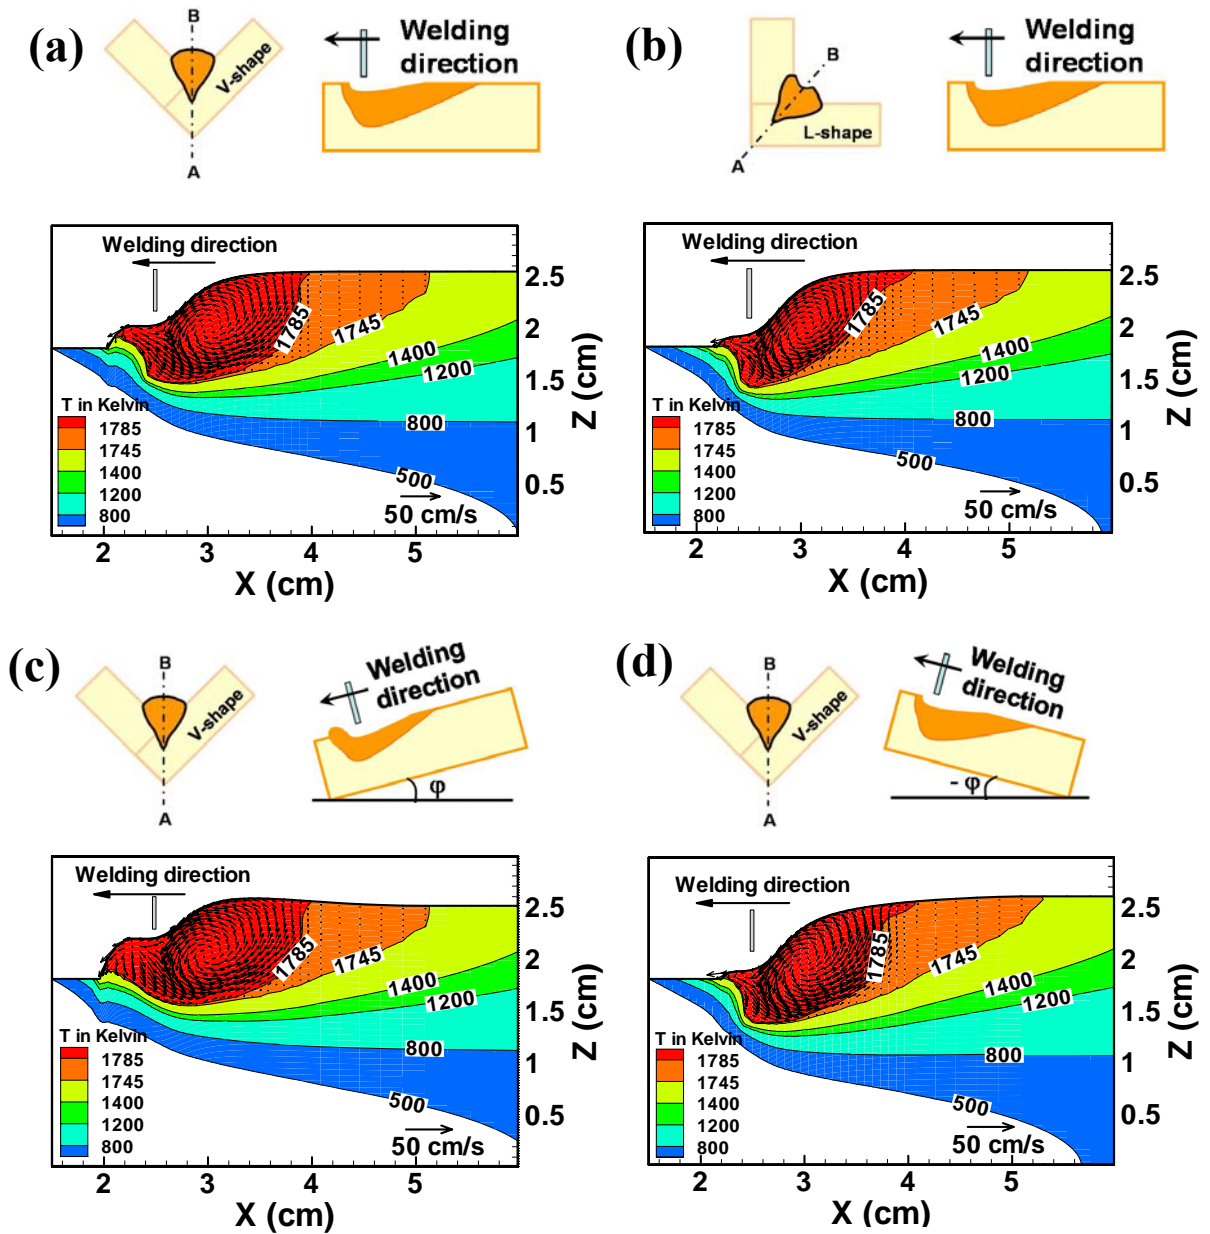 (a)
B
V-shape
A
Welding
direction
(b)
B
L-shape
A
Welding
direction
Welding direction
1785
1745
1400
1200
800
500
T in Kelvin
1785
1745
1400
1200
800
50 cm/s
2.5
2
1.5
1
0.5
Z (cm)
2 3 4 5
X (cm)
Welding direction
1785
1745
1400
1200
800
500
T in Kelvin
1785
1745
1400
1200
800
50 cm/s
2.5
2
1.5
1
0.5
Z (cm)
2 3 4 5
X (cm)
(c)
B
V-shape
A
Welding
direction
φ
(d)
B
V-shape
A
Welding
direction
- φ
Welding direction
1785
1745
1400
1200
800
500
T in Kelvin
1785
1745
1400
1200
800
50 cm/s
2.5
2
1.5
1
0.5
Z (cm)
2 3 4 5
X (cm)
Welding direction
1785
1745
1400
1200
800
500
T in Kelvin
1785
1745
1400
1200
800
50 cm/s
2.5
2
1.5
1
0.5
Z (cm)
2 3 4 5
X (cm)